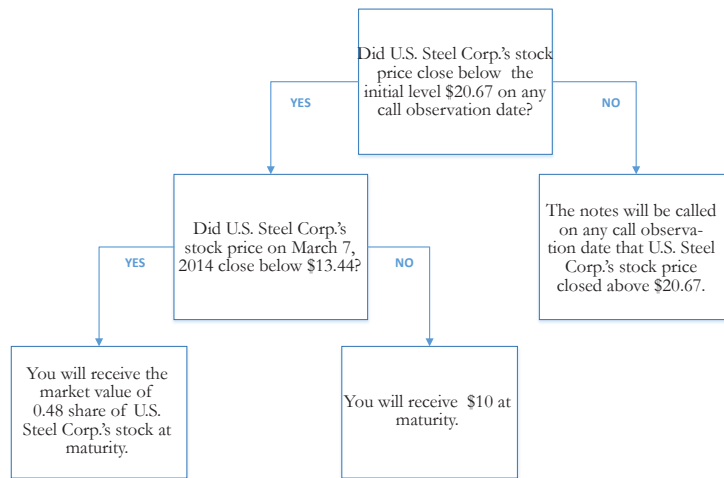 Did U.S. Steel Corp.'s stock
price close below the
initial level $20.67 on any
call observation date?
YES
NO
Did U.S. Steel Corp.'s
stock price on March 7,
2014 close below $13.44?
The notes will be called
on any call observa-
tion date that U.S. Steel
Corp.'s stock price
closed above $20.67.
YES
NO
You will receive the
market value of
0.48 share of U.S.
Steel Corp.'s stock at
maturity.
You will receive $10 at
maturity.